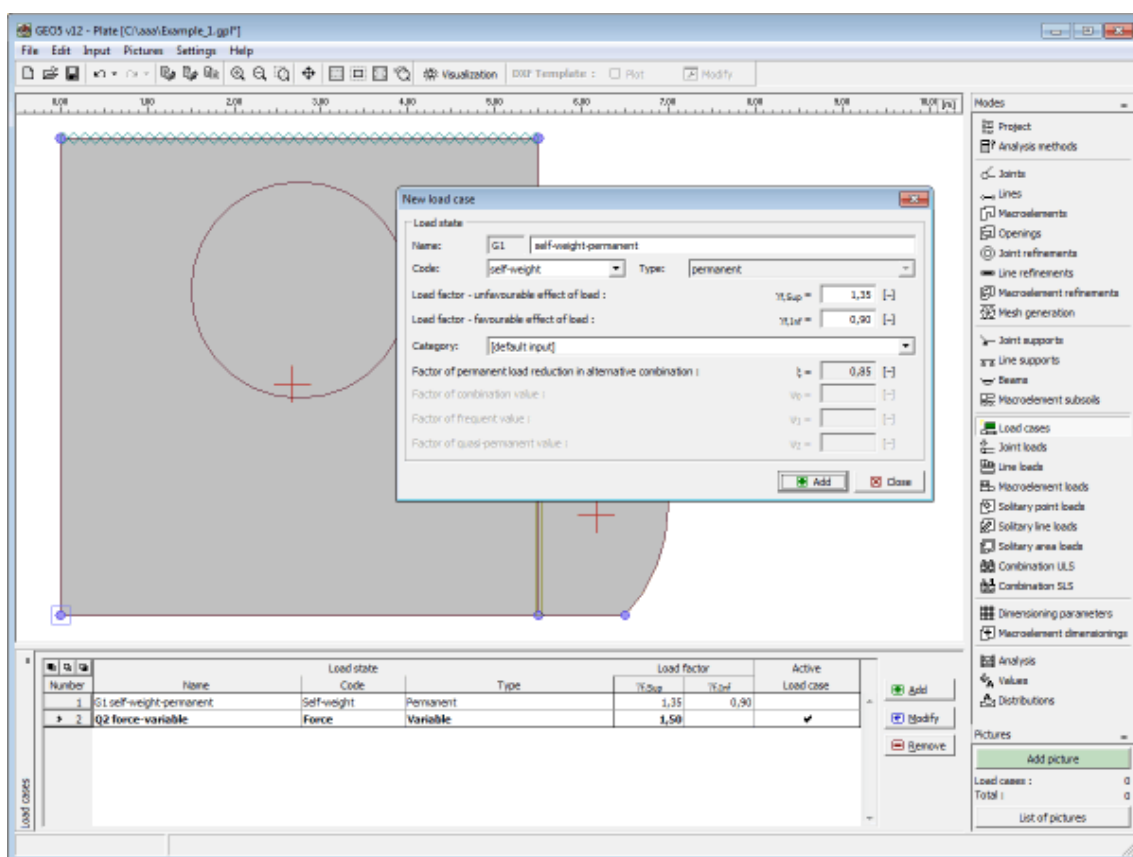 GEO5 v12 - Plate [C:\aaa\Example_1.gpl*]
File Edit Input Pictures Settings Help
Visualization DXF Template : Plot Modify
0,00 1,00 2,00 3,00 4,00 5,00 6,00 7,00 8,00 9,00 10,00 [m]
Modes
Project
Analysis methods
Joints
Lines
Macroelements
Openings
Joint refinements
Line refinements
Macroelement refinements
Mesh generation
Joint supports
Line supports
Beams
Macroelement subsoils
Load cases
Joint loads
Line loads
Macroelement loads
Solitary point loads
Solitary line loads
Solitary area loads
Combination ULS
Combination SLS
Dimensioning parameters
Macroelement dimensionings
Analysis
Values
Distributions
New load case
Load state
Name: G1 self-weight-permanent
Code: self-weight Type: permanent
Load factor - unfavourable effect of load : γf,Sup = 1,35 [–]
Load factor - favourable effect of load : γf,Inf = 0,90 [–]
Category: [default input]
Factor of permanent load reduction in alternative combination : ξ = 0,85 [–]
Factor of combination value : ψ0 = [–]
Factor of frequent value : ψ1 = [–]
Factor of quasi-permanent value : ψ2 = [–]
Add Close
Load state Load factor Active
Number Name Code Type γf,Sup γf,Inf Load case
1 G1 self-weight-permanent Self-weight Permanent 1,35 0,90
2 Q2 force-variable Force Variable 1,50 ✔
Add
Modify
Remove
Load cases
Pictures
Add picture
Load cases : 0
Total : 0
List of pictures